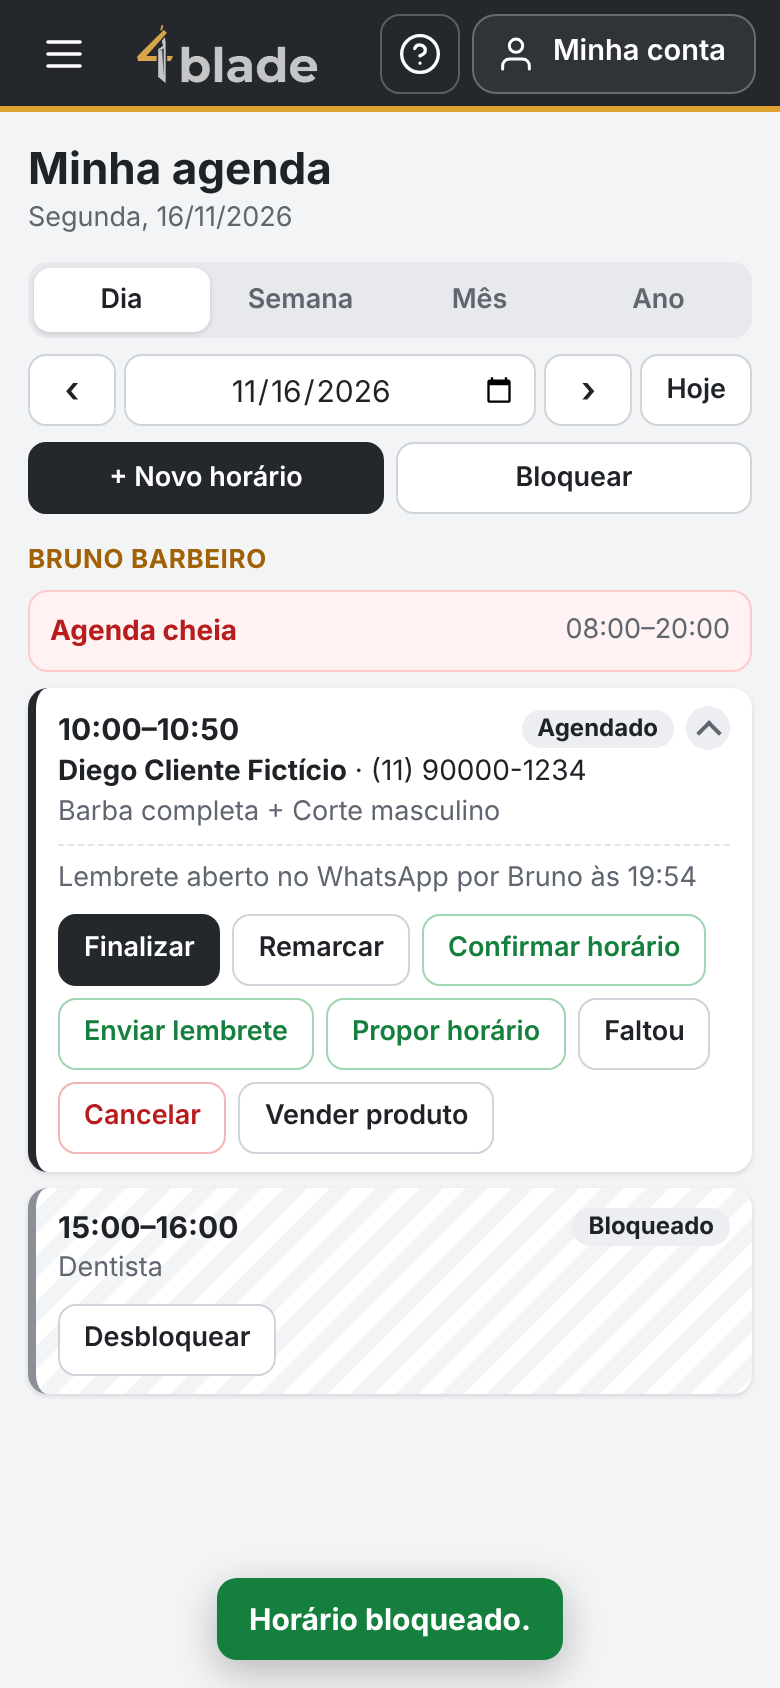 4blade
Minha conta
Minha agenda
Segunda, 16/11/2026
Dia Semana Mês Ano
‹ 11/16/2026 › Hoje
+ Novo horário Bloquear
BRUNO BARBEIRO
Agenda cheia 08:00–20:00
10:00–10:50 Agendado
Diego Cliente Fictício · (11) 90000-1234
Barba completa + Corte masculino
Lembrete aberto no WhatsApp por Bruno às 19:54
Finalizar Remarcar Confirmar horário
Enviar lembrete Propor horário Faltou
Cancelar Vender produto
15:00–16:00 Bloqueado
Dentista
Desbloquear
Horário bloqueado.